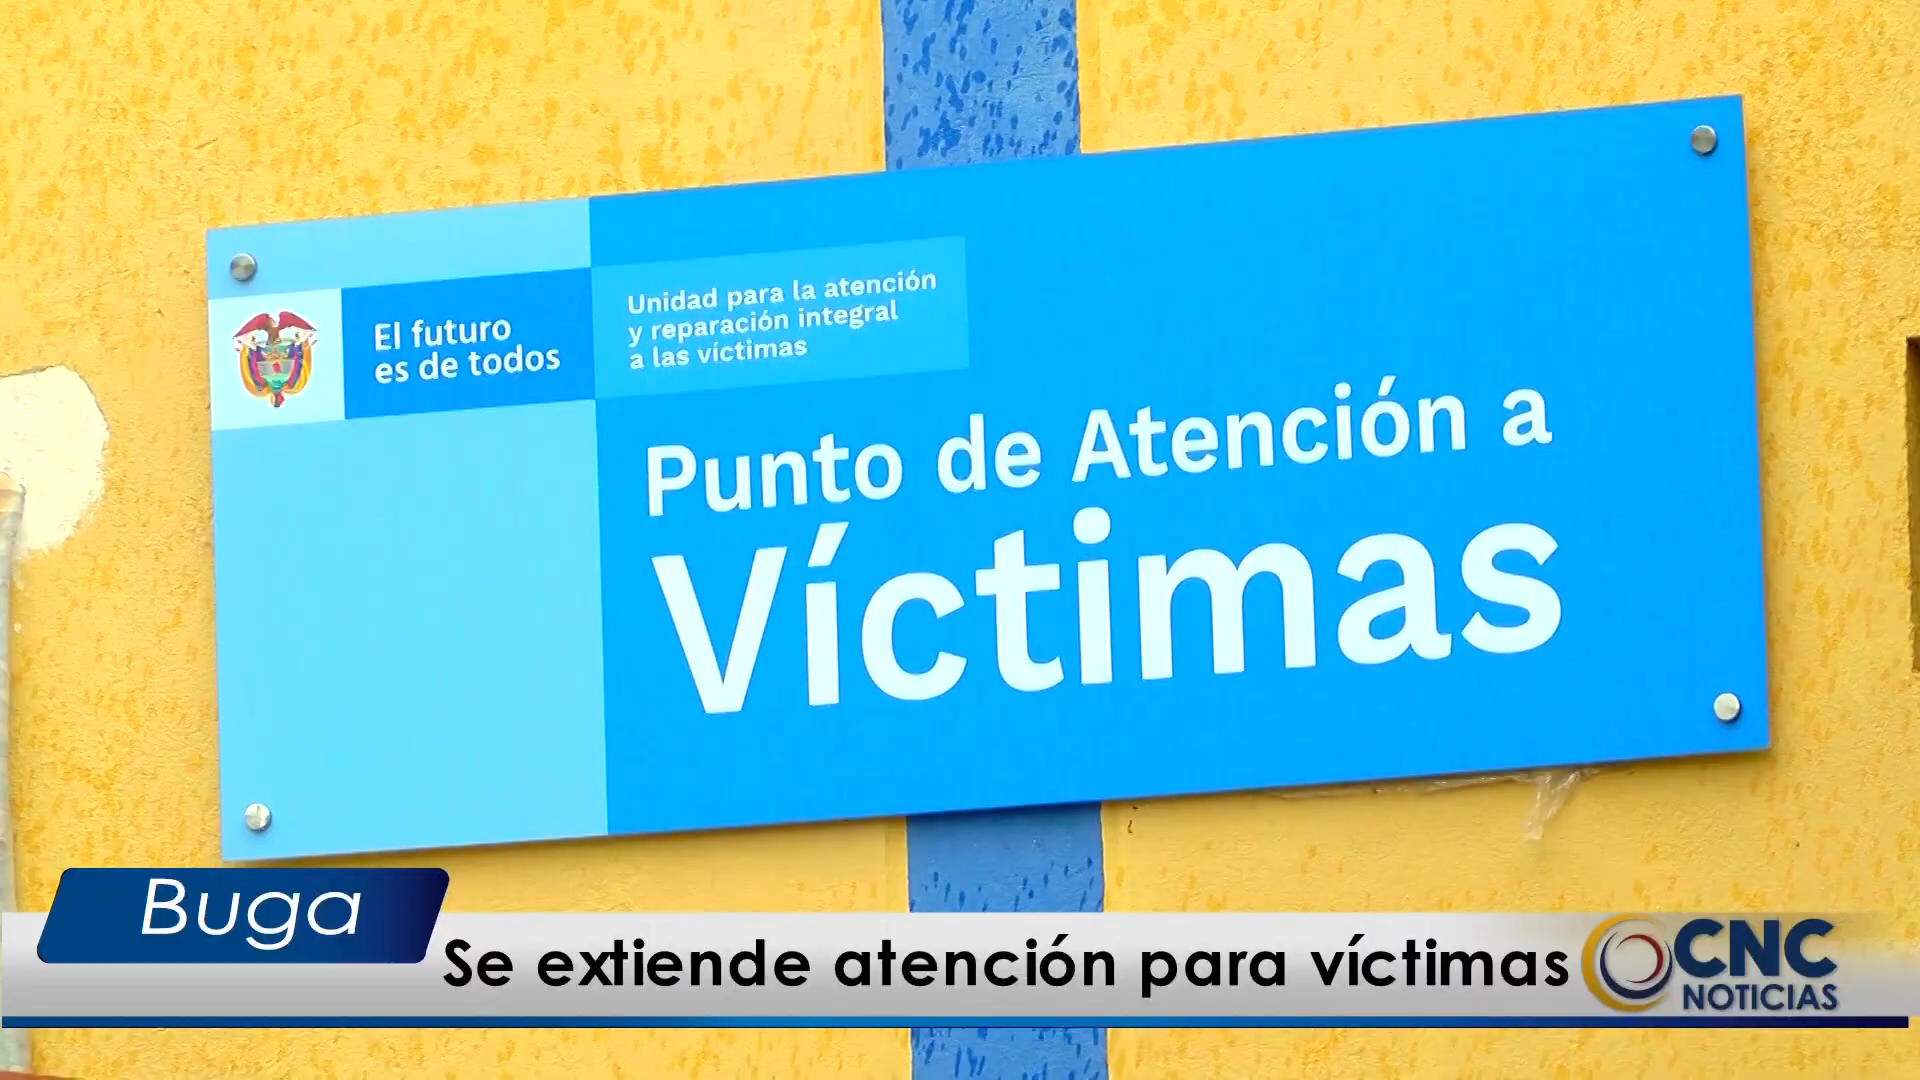 El futuro
es de todos
Unidad para la atención
y reparación integral
a las víctimas
Punto de Atención a
Víctimas
Buga
Se extiende atención para víctimas
CNC
NOTICIAS